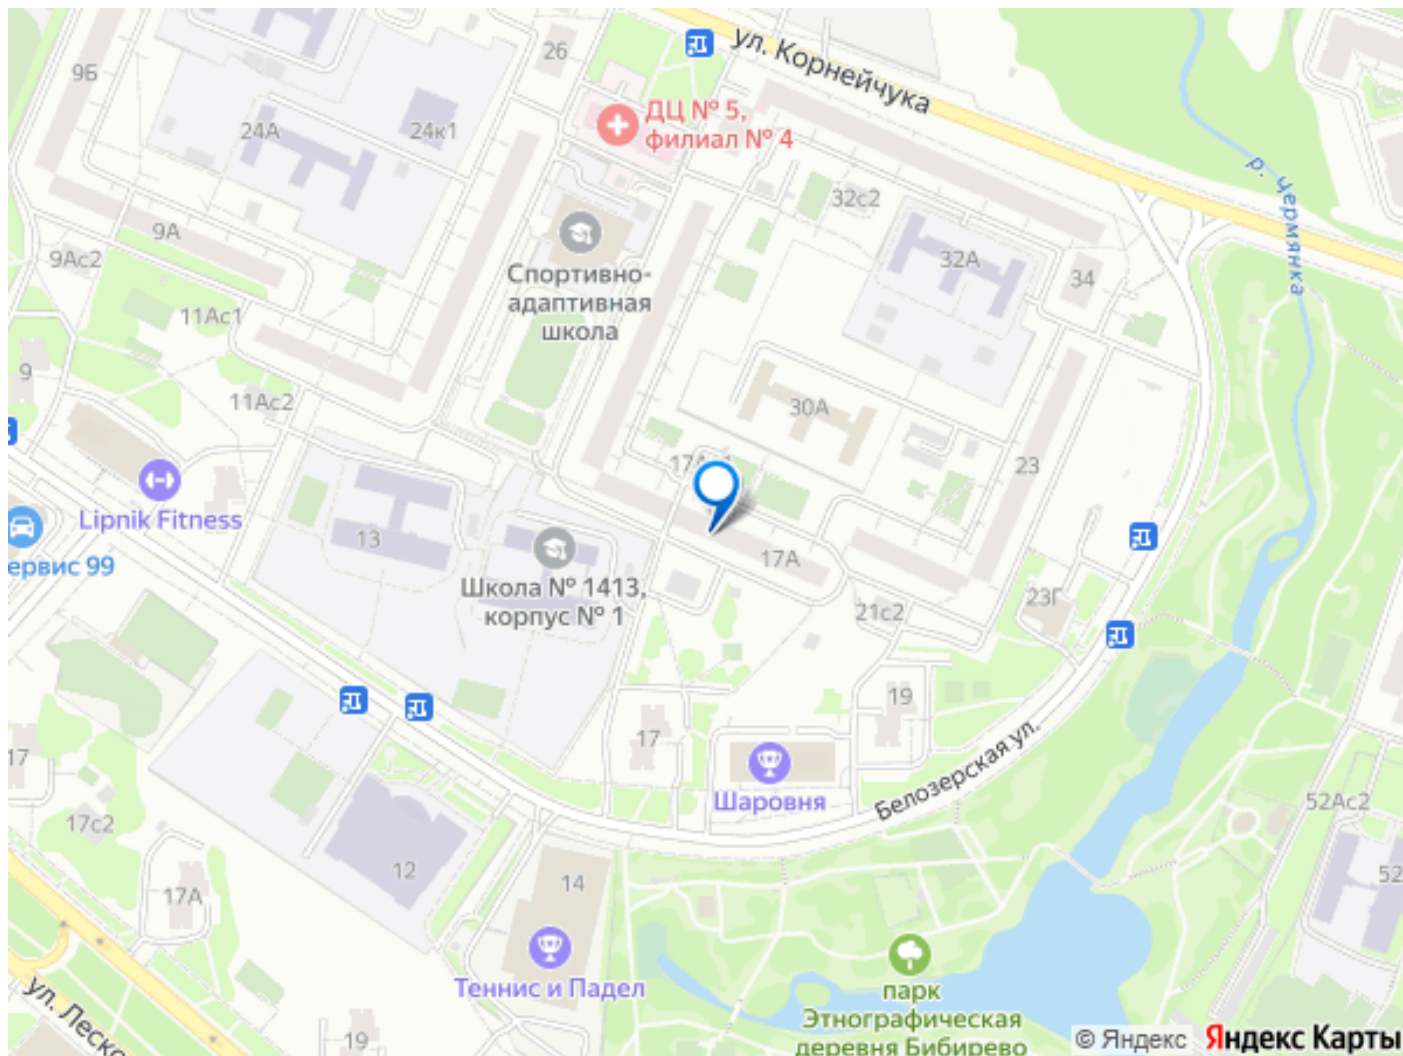 9Б
26
ул. Корнейчука
24А
24к1
ДЦ № 5,
филиал № 4
р. Чермянка
32с2
9А
9Ас2
32А
34
Спортивно-
адаптивная
школа
11Ас1
9
11Ас2
30А
23
Lipnik Fitness
ервис 99
13
Школа № 1413,
корпус № 1
17А
21с2
23Г
19
17
17
Шаровня
Белозерская ул.
17с2
52Ас2
12
14
52
17А
Теннис и Падел
парк
Этнографическая
деревня Бибирево
ул. Леско
19
© Яндекс
Яндекс Карты